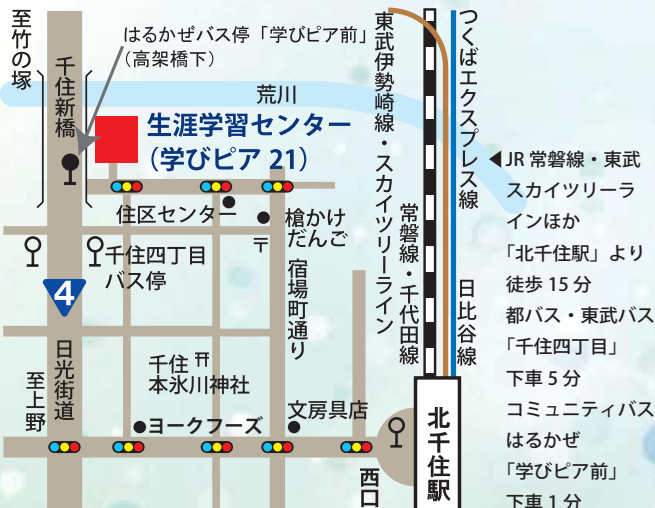 至竹の塚
はるかぜバス停「学びピア前」
（高架橋下）
千住新橋
荒川
生涯学習センター
（学びピア 21）
東武伊勢崎線・スカイツリーライン
つくばエクスプレス線
住区センター
槍かけ
だんご
〒
千住四丁目
バス停
宿場町通り
常磐線・千代田線
日比谷線
4
日光街道
至上野
千住
本氷川神社
ヨークフーズ
文房具店
西口
北千住駅
◀JR 常磐線・東武
スカイツリーラ
インほか
「北千住駅」より
徒歩 15 分
都バス・東武バス
「千住四丁目」
下車 5 分
コミュニティバス
はるかぜ
「学びピア前」
下車 1 分